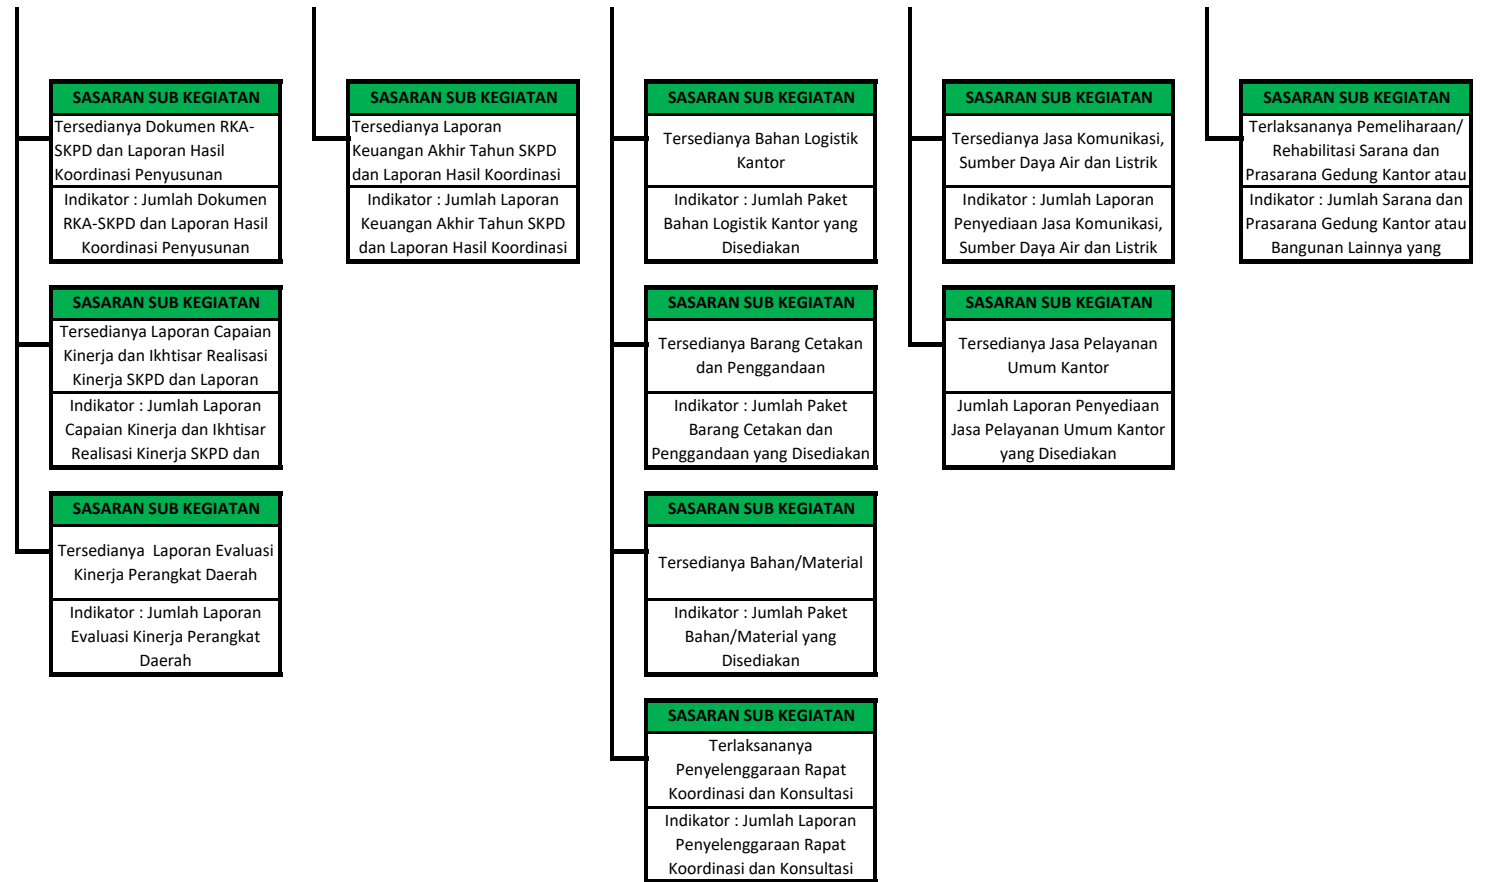 SASARAN SUB KEGIATAN
Tersedianya Dokumen RKA-
SKPD dan Laporan Hasil
Koordinasi Penyusunan
Indikator : Jumlah Dokumen
RKA-SKPD dan Laporan Hasil
Koordinasi Penyusunan
SASARAN SUB KEGIATAN
Tersedianya Laporan Capaian
Kinerja dan Ikhtisar Realisasi
Kinerja SKPD dan Laporan
Indikator : Jumlah Laporan
Capaian Kinerja dan Ikhtisar
Realisasi Kinerja SKPD dan
SASARAN SUB KEGIATAN
Tersedianya  Laporan Evaluasi
Kinerja Perangkat Daerah
Indikator : Jumlah Laporan
Evaluasi Kinerja Perangkat
Daerah
SASARAN SUB KEGIATAN
Tersedianya Laporan
Keuangan Akhir Tahun SKPD
dan Laporan Hasil Koordinasi
Indikator : Jumlah Laporan
Keuangan Akhir Tahun SKPD
dan Laporan Hasil Koordinasi
SASARAN SUB KEGIATAN
Tersedianya Bahan Logistik
Kantor
Indikator : Jumlah Paket
Bahan Logistik Kantor yang
Disediakan
SASARAN SUB KEGIATAN
Tersedianya Barang Cetakan
dan Penggandaan
Indikator : Jumlah Paket
Barang Cetakan dan
Penggandaan yang Disediakan
SASARAN SUB KEGIATAN
Tersedianya Bahan/Material
Indikator : Jumlah Paket
Bahan/Material yang
Disediakan
SASARAN SUB KEGIATAN
Terlaksananya
Penyelenggaraan Rapat
Koordinasi dan Konsultasi
Indikator : Jumlah Laporan
Penyelenggaraan Rapat
Koordinasi dan Konsultasi
SASARAN SUB KEGIATAN
Tersedianya Jasa Komunikasi,
Sumber Daya Air dan Listrik
Indikator : Jumlah Laporan
Penyediaan Jasa Komunikasi,
Sumber Daya Air dan Listrik
SASARAN SUB KEGIATAN
Tersedianya Jasa Pelayanan
Umum Kantor
Jumlah Laporan Penyediaan
Jasa Pelayanan Umum Kantor
yang Disediakan
SASARAN SUB KEGIATAN
Terlaksananya Pemeliharaan/
Rehabilitasi Sarana dan
Prasarana Gedung Kantor atau
Indikator : Jumlah Sarana dan
Prasarana Gedung Kantor atau
Bangunan Lainnya yang